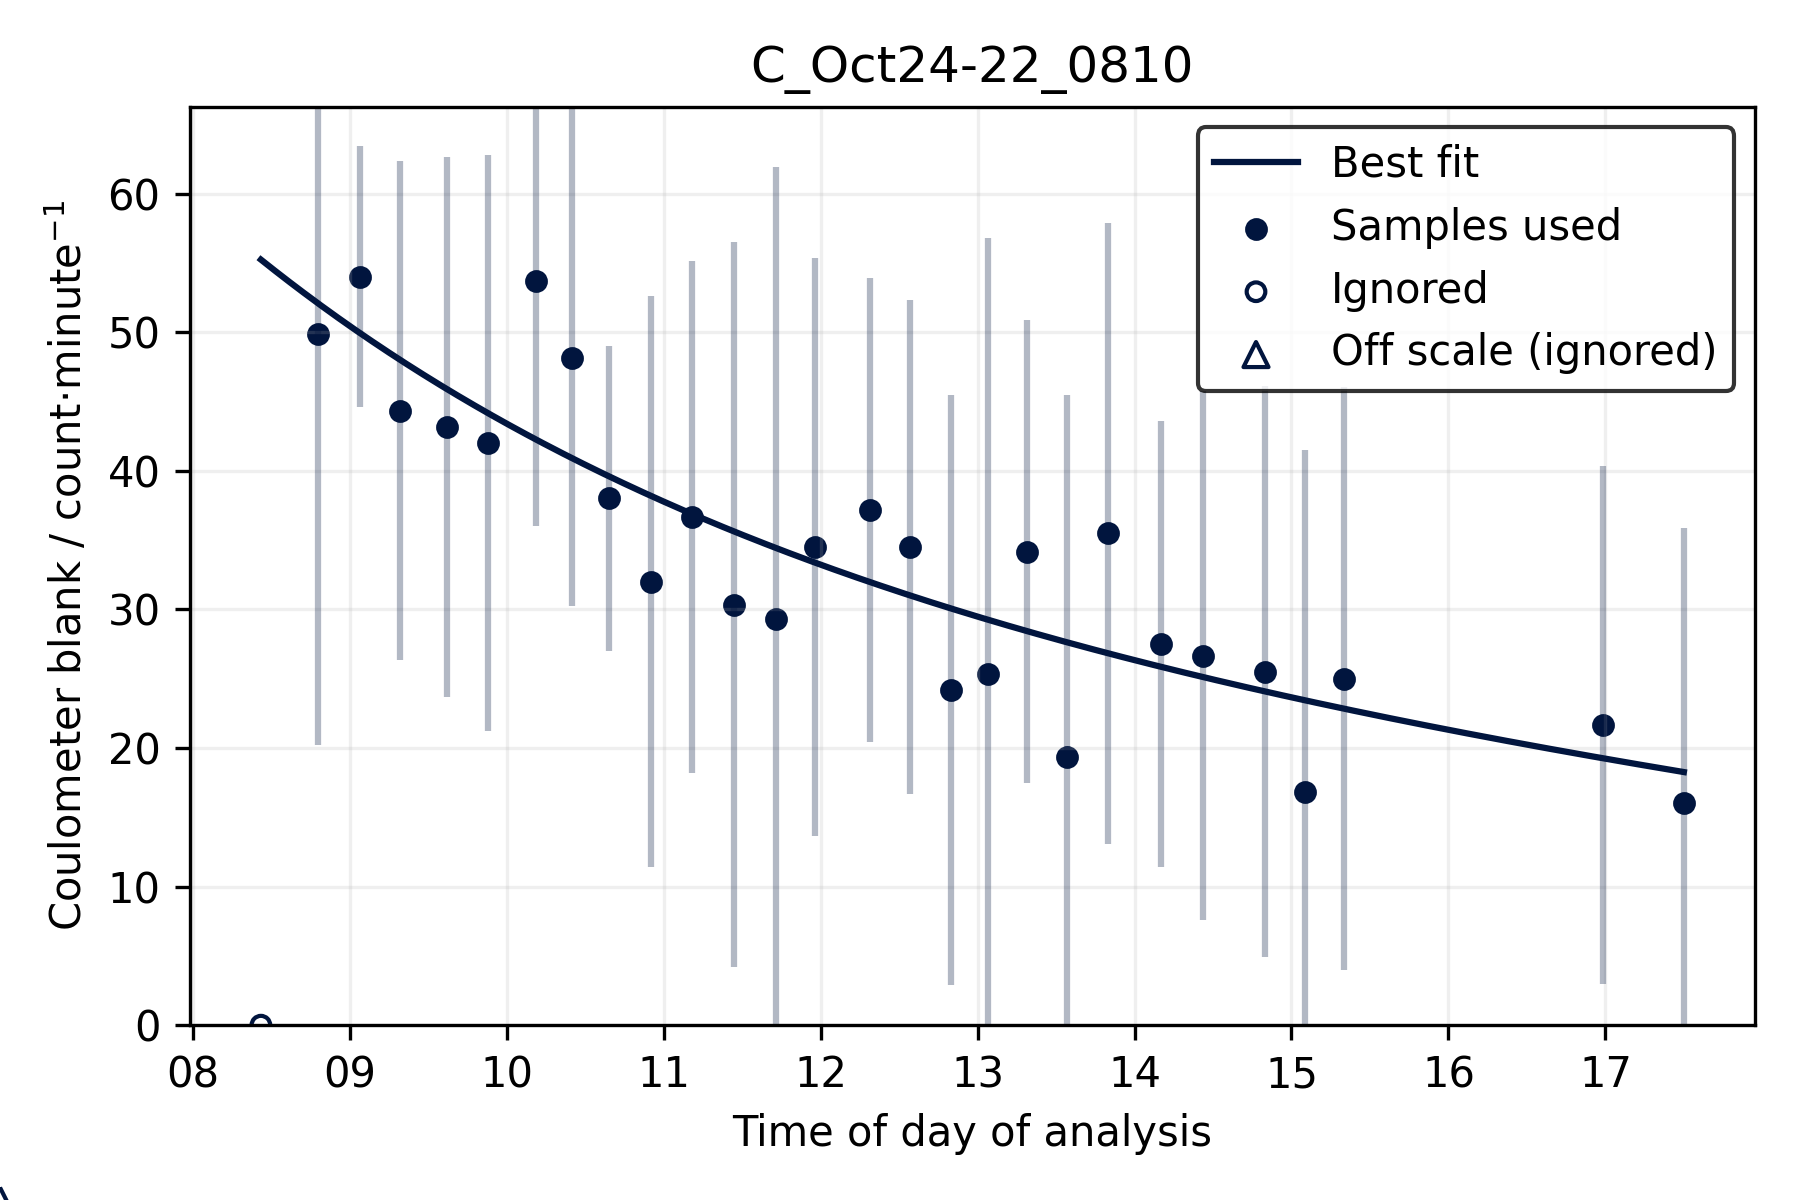 C_Oct24-22_0810
Coulometer blank / count·minute⁻¹
60
50
40
30
20
10
0
Best fit
Samples used
Ignored
Off scale (ignored)
08 09 10 11 12 13 14 15 16 17
Time of day of analysis